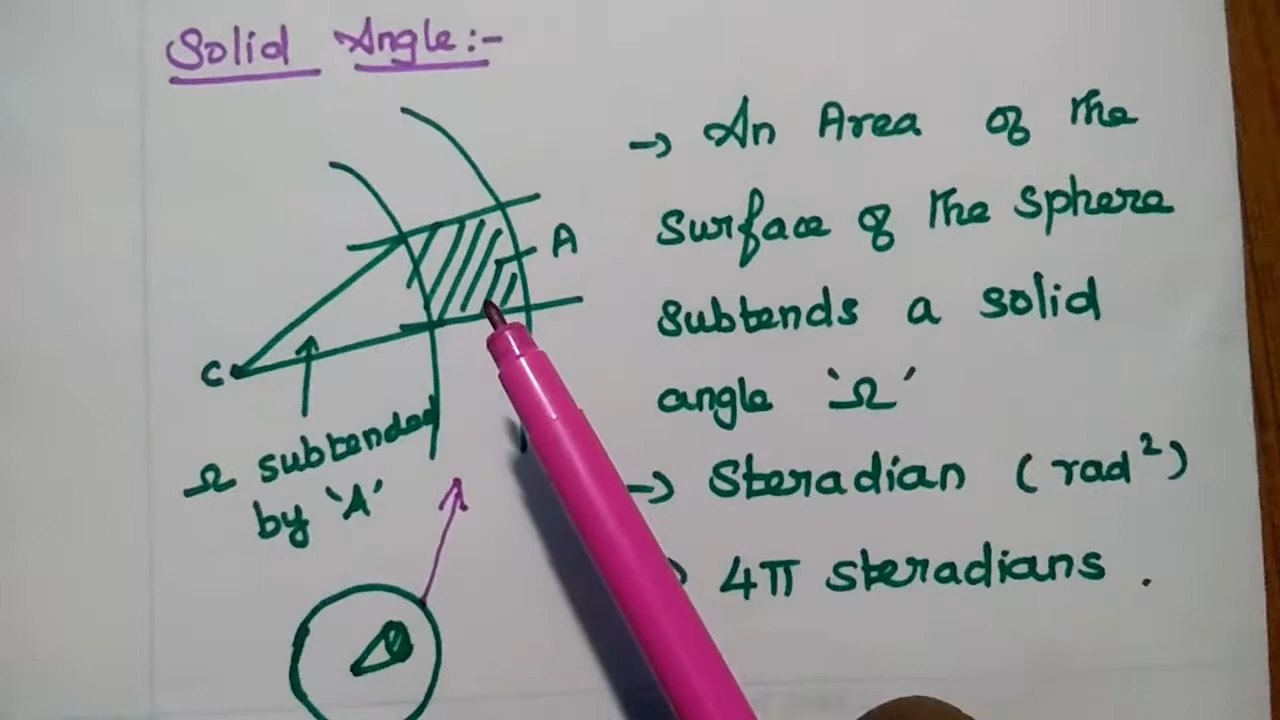 Solid Angle:-
→ An Area of the
surface of the sphere
subtends a solid
angle 'Ω'
→ Steradian (rad²)
4π steradians.
A
C
Ω subtended
by 'A'